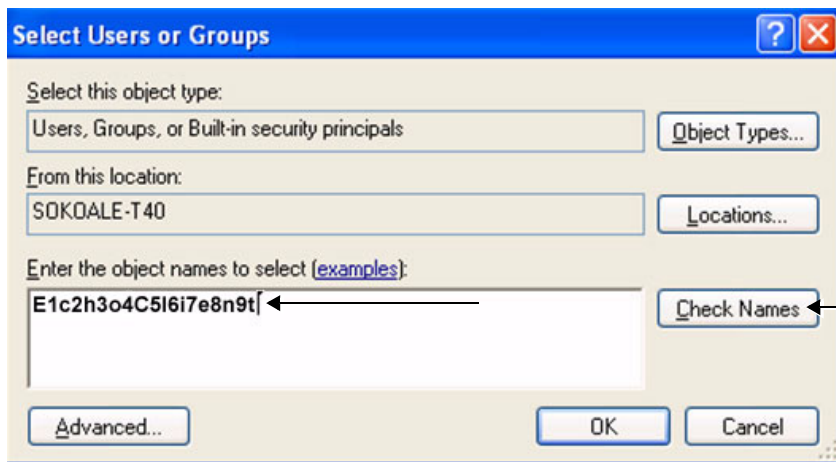 Select Users or Groups
Select this object type:
Users, Groups, or Built-in security principals
Object Types...
From this location:
SOKOALE-T40
Locations...
Enter the object names to select (examples):
E1c2h3o4C5l6i7e8n9t
Check Names
Advanced...
OK
Cancel